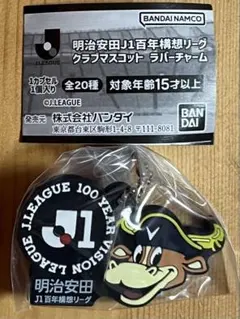 BANDAI NAMCO
J.LEAGUE
明治安田J1百年構想リーグ
クラブマスコット ラバーチャーム
1カプセル
1個入り
全20種
対象年齢15才以上
©J.LEAGUE
発売元 株式会社バンダイ
東京都台東区駒形1-4-8 〒111-8081
BAN
DAI
J.LEAGUE 100 YEAR VISION LEAGUE
J1
明治安田
J1百年構想リーグ